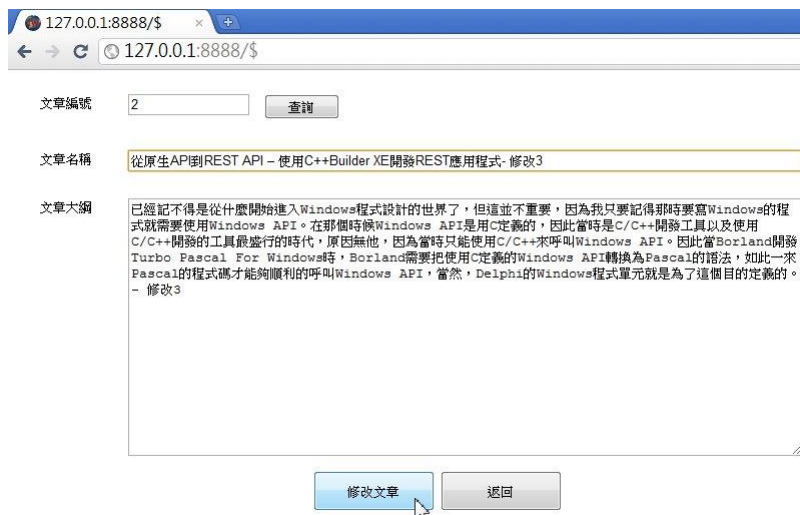 127.0.0.1:8888/$
127.0.0.1:8888/$
文章編號 2 查詢
文章名稱 從原生API到REST API – 使用C++Builder XE開發REST應用程式- 修改3
文章大綱 已經記不得是從什麼開始進入Windows程式設計的世界了，但這並不重要，因為我只要記得那時要寫Windows的程
式就需要使用Windows API。在那個時候Windows API是用C定義的，因此當時是C/C++開發工具以及使用
C/C++開發的工具最盛行的時代，原因無他，因為當時只能使用C/C++來呼叫Windows API。因此當Borland開發
Turbo Pascal For Windows時，Borland需要把使用C定義的Windows API轉換為Pascal的語法，如此一來
Pascal的程式碼才能夠順利的呼叫Windows API，當然，Delphi的Windows程式單元就是為了這個目的定義的。
- 修改3
修改文章 返回